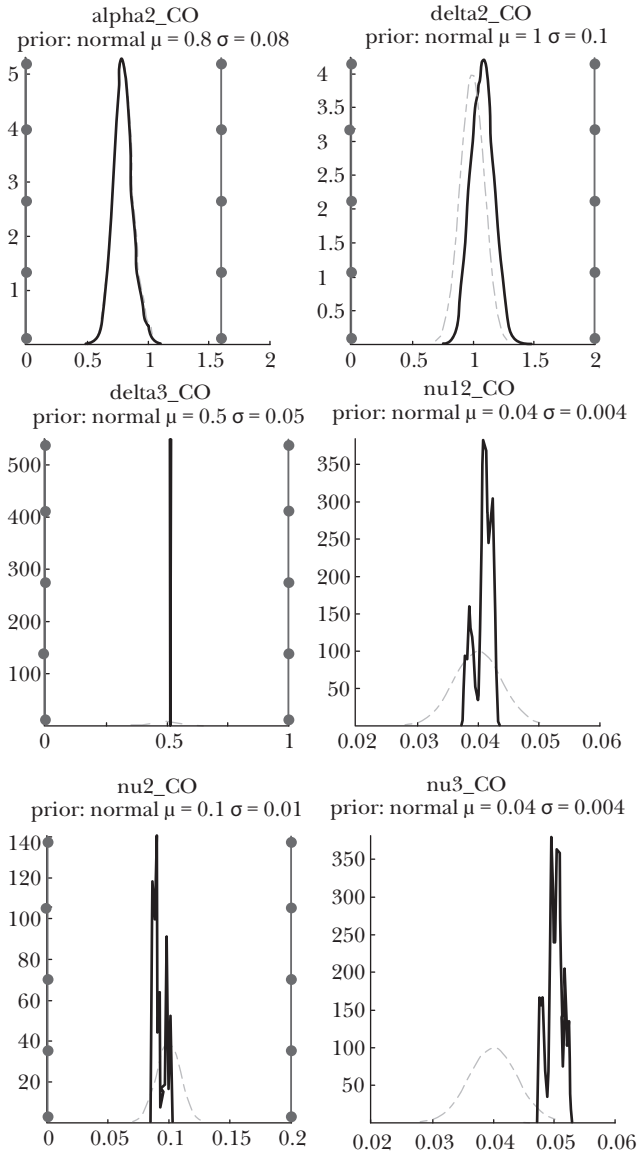 alpha2_CO
prior: normal μ = 0.8 σ = 0.08
5
4
3
2
1
0 0.5 1 1.5 2
delta2_CO
prior: normal μ = 1 σ = 0.1
4
3.5
3
2.5
2
1.5
1
0.5
0 1 2
delta3_CO
prior: normal μ = 0.5 σ = 0.05
500
400
300
200
100
0 0.5 1
nu12_CO
prior: normal μ = 0.04 σ = 0.004
350
300
250
200
150
100
50
0.02 0.03 0.04 0.05 0.06
nu2_CO
prior: normal μ = 0.1 σ = 0.01
140
120
100
80
60
40
20
0 0.05 0.1 0.15 0.2
nu3_CO
prior: normal μ = 0.04 σ = 0.004
350
300
250
200
150
100
50
0.02 0.03 0.04 0.05 0.06